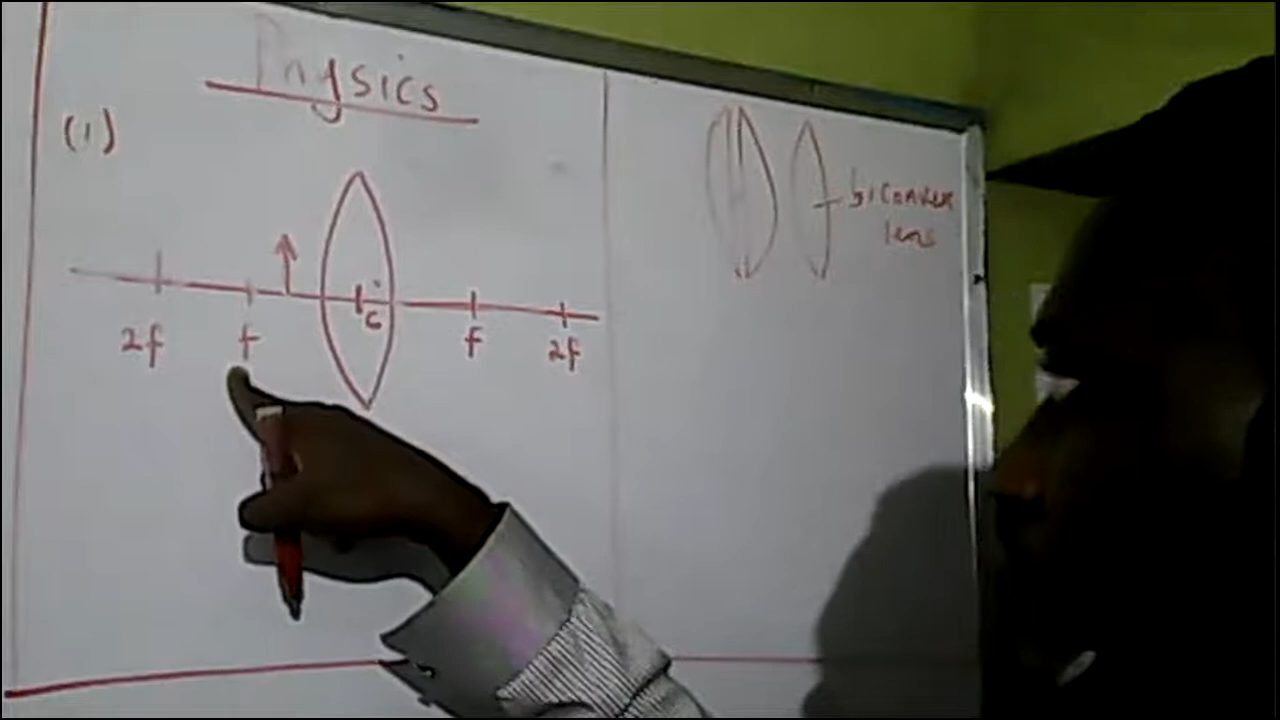 Physics
(1)
biconvex
lens
c
2f f f 2f